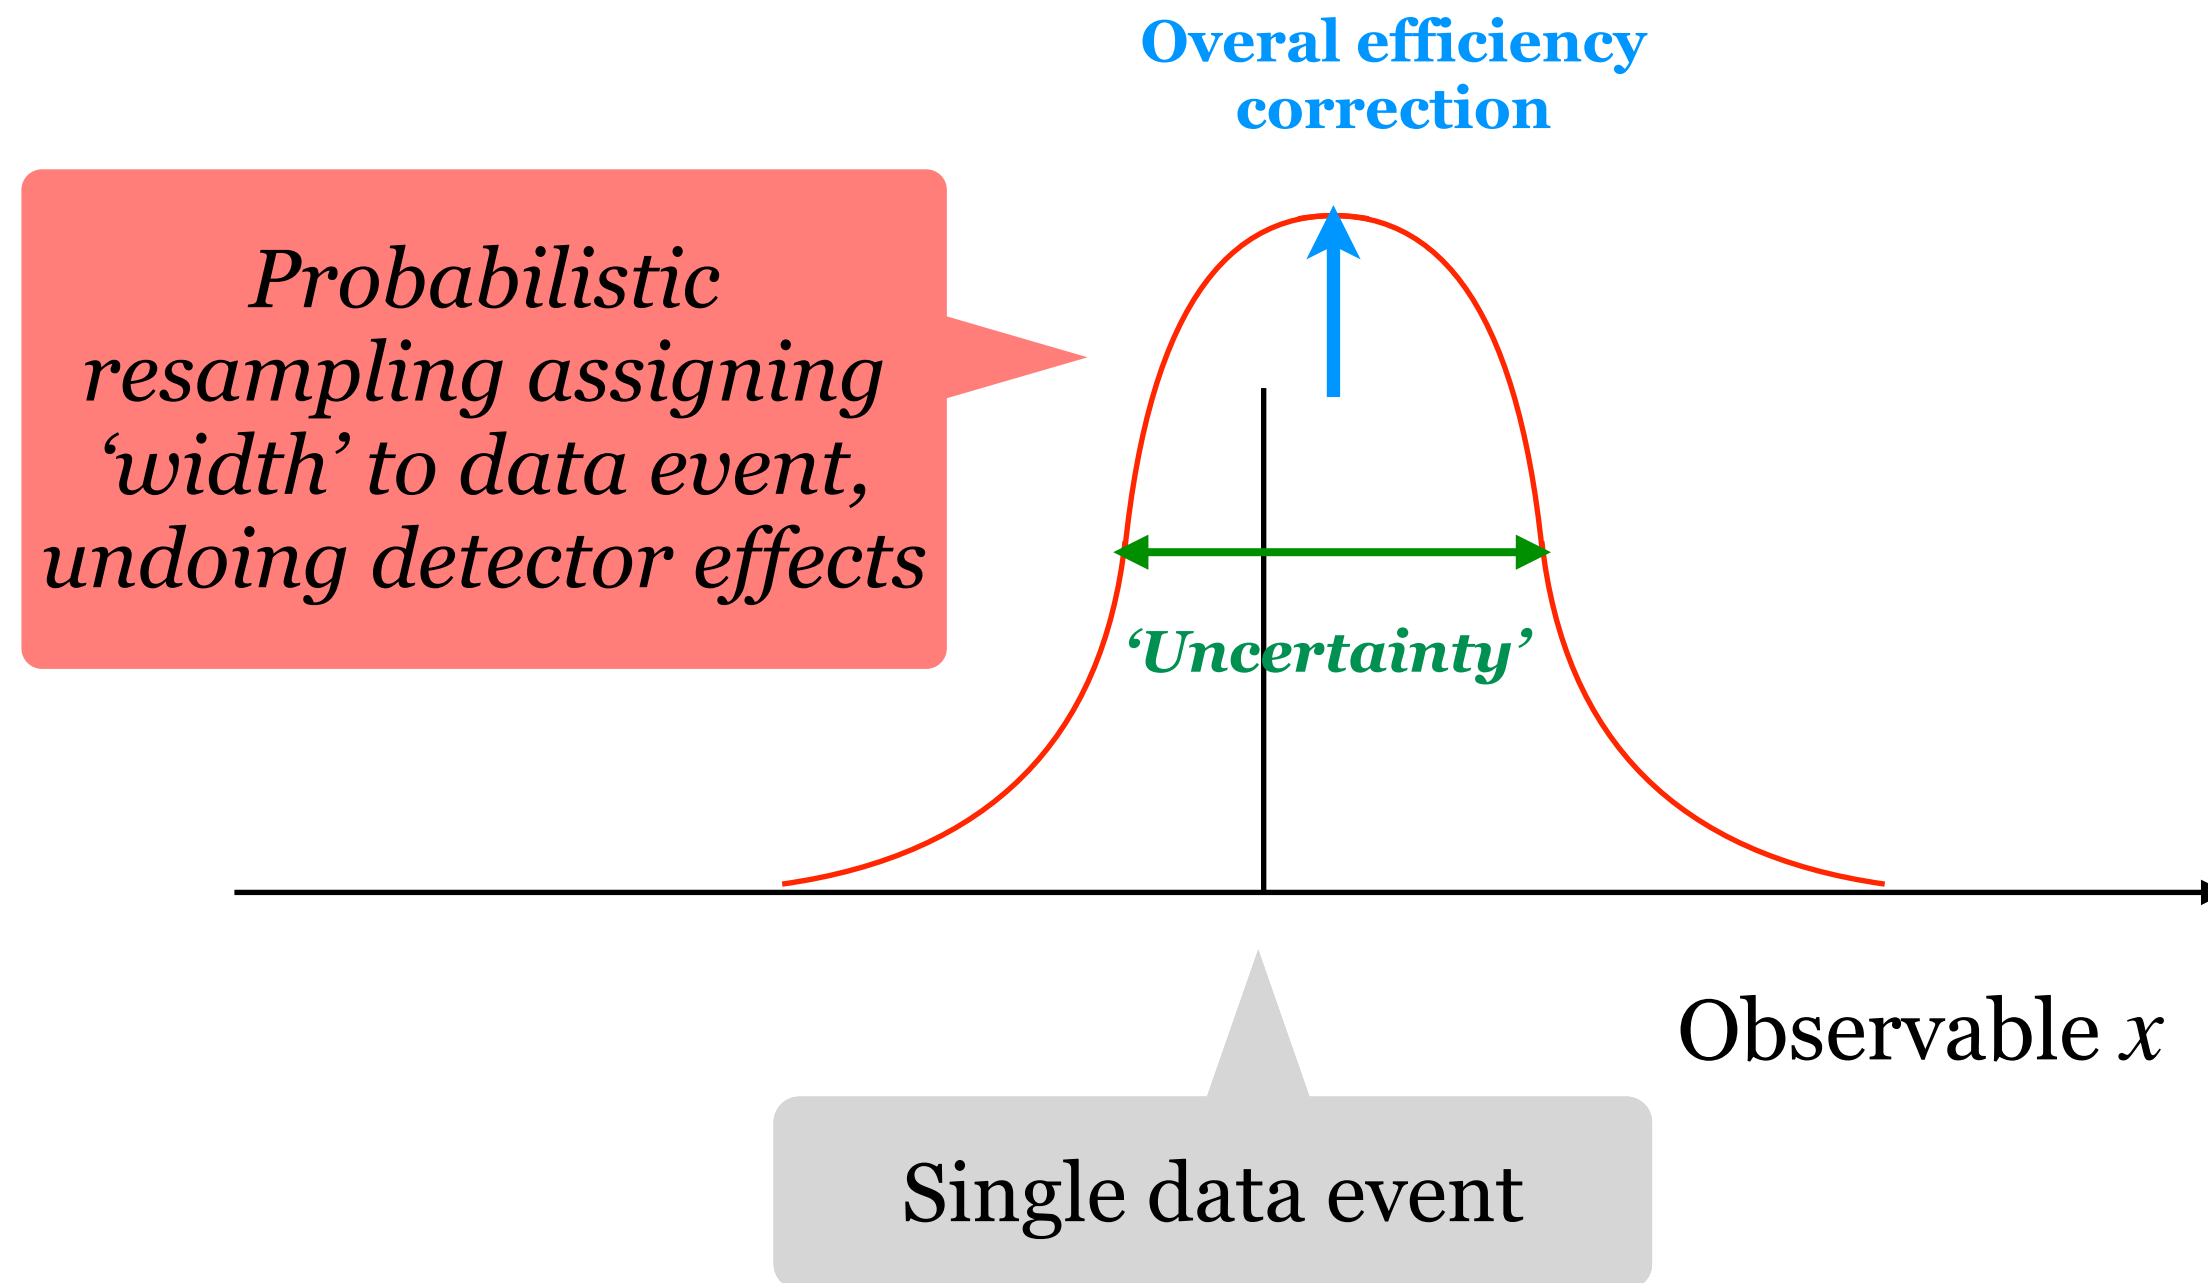 Overal efficiency
correction
Probabilistic
resampling assigning
‘width’ to data event,
undoing detector effects
‘Uncertainty’
Observable x
Single data event